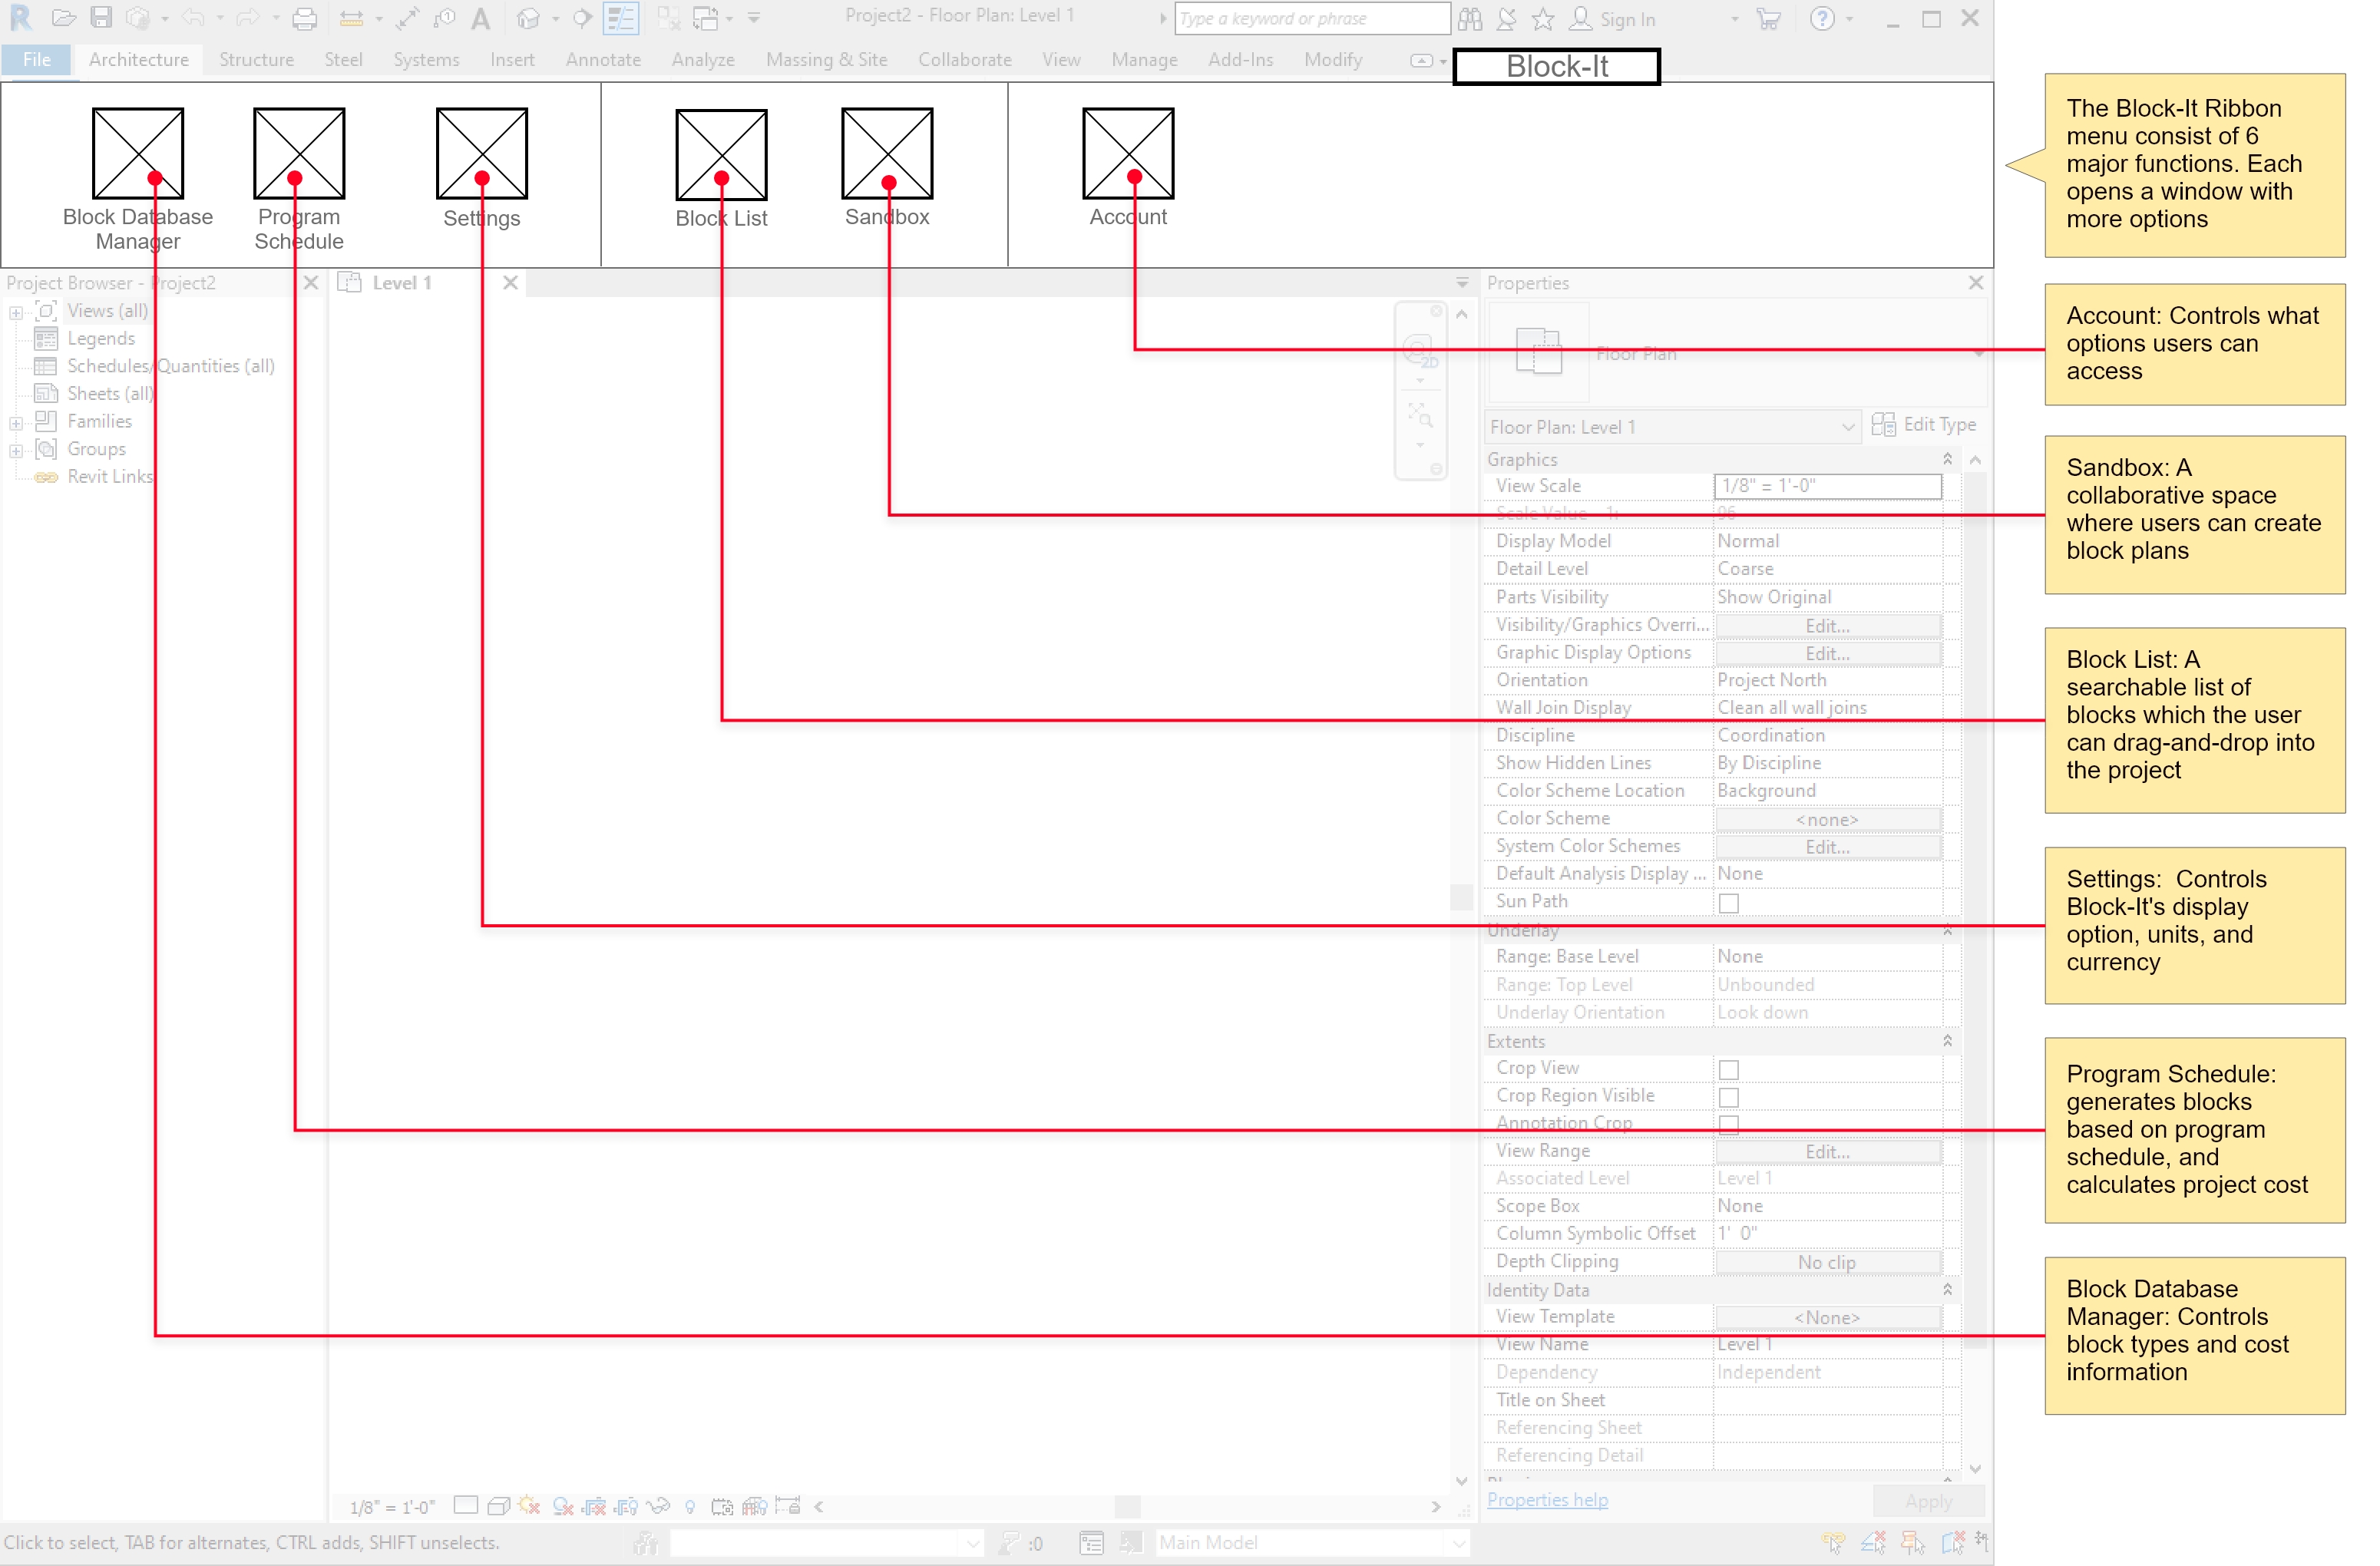 Project2 - Floor Plan: Level 1
Type a keyword or phrase
Sign In
File
Architecture
Structure
Steel
Systems
Insert
Annotate
Analyze
Massing & Site
Collaborate
View
Manage
Add-Ins
Modify
Block-It
Block Database
Manager
Program
Schedule
Settings
Block List
Sandbox
Account
The Block-It Ribbon
menu consist of 6
major functions. Each
opens a window with
more options
Account: Controls what
options users can
access
Sandbox: A
collaborative space
where users can create
block plans
Block List: A
searchable list of
blocks which the user
can drag-and-drop into
the project
Settings:  Controls
Block-It's display
option, units, and
currency
Program Schedule:
generates blocks
based on program
schedule, and
calculates project cost
Block Database
Manager: Controls
block types and cost
information
Project Browser - Project2
Views (all)
Legends
Schedules/Quantities (all)
Sheets (all)
Families
Groups
Revit Links
Level 1
2D
Properties
Floor Plan
Floor Plan: Level 1
Edit Type
Graphics
View Scale 1/8" = 1'-0"
Scale Value 1: 96
Display Model Normal
Detail Level Coarse
Parts Visibility Show Original
Visibility/Graphics Overri... Edit...
Graphic Display Options Edit...
Orientation Project North
Wall Join Display Clean all wall joins
Discipline Coordination
Show Hidden Lines By Discipline
Color Scheme Location Background
Color Scheme <none>
System Color Schemes Edit...
Default Analysis Display ... None
Sun Path
Underlay
Range: Base Level None
Range: Top Level Unbounded
Underlay Orientation Look down
Extents
Crop View
Crop Region Visible
Annotation Crop
View Range Edit...
Associated Level Level 1
Scope Box None
Column Symbolic Offset 1' 0"
Depth Clipping No clip
Identity Data
View Template <None>
View Name Level 1
Dependency Independent
Title on Sheet
Referencing Sheet
Referencing Detail
Properties help
Apply
1/8" = 1'-0"
Click to select, TAB for alternates, CTRL adds, SHIFT unselects.
:0
Main Model